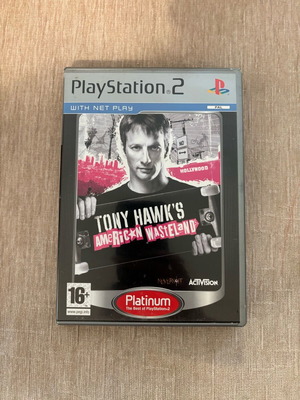 PlayStation 2
WITH NET PLAY
PAL
HOLLYWOOD
TONY HAWK'S
AMERICAN WASTELAND
ACTIVISION
16+
www.pegi.info
Platinum
The Best of PlayStation 2